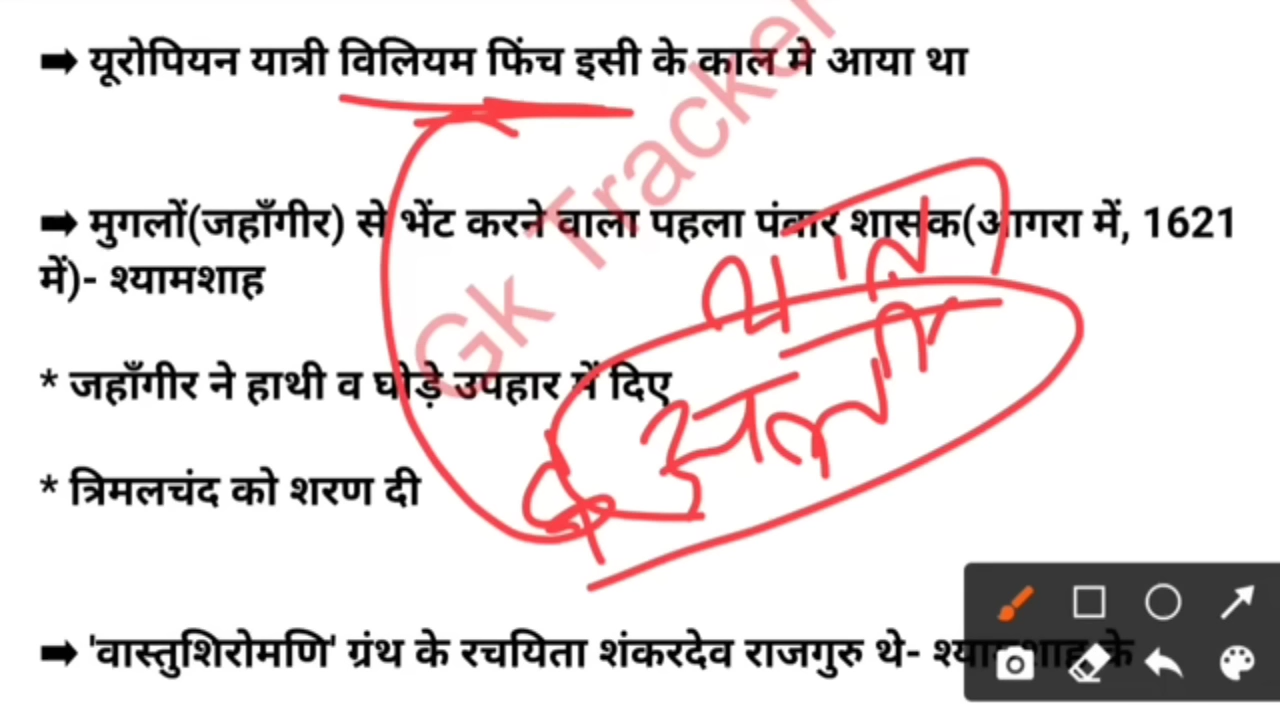 ➡ यूरोपियन यात्री विलियम फिंच इसी के काल मे आया था
➡ मुगलों(जहाँगीर) से भेंट करने वाला पहला पंवार शासक(आगरा में, 1621
में)- श्यामशाह
* जहाँगीर ने हाथी व घोड़े उपहार में दिए
* त्रिमलचंद को शरण दी
➡ 'वास्तुशिरोमणि' ग्रंथ के रचयिता शंकरदेव राजगुरु थे- श्यामशाह के
Gk Tracker